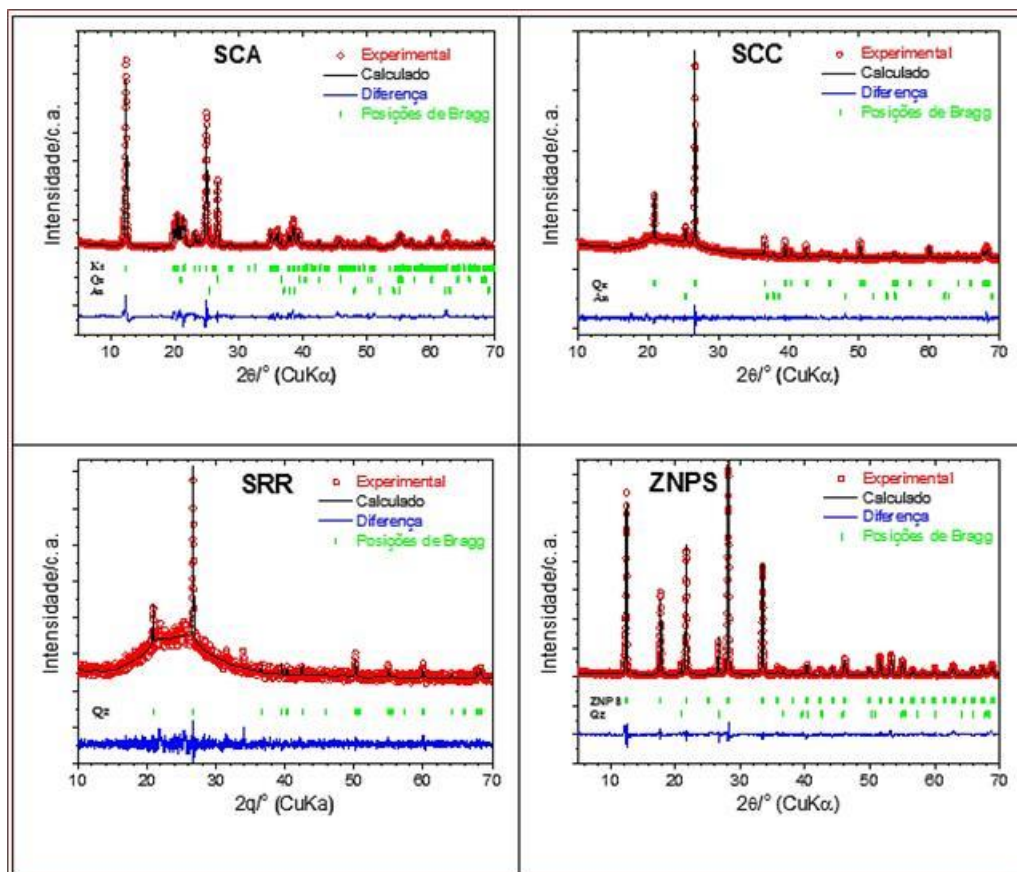 SCA
Experimental
Calculado
Diferença
Posições de Bragg
Intensidade/c. a.
Qz
10 20 30 40 50 60 70
2θ/° (CuKα)
SCC
Experimental
Calculado
Diferença
Posições de Bragg
Intensidade/c. a.
Qz
10 20 30 40 50 60 70
2θ/° (CuKα)
SRR
Experimental
Calculado
Diferença
Posições de Bragg
Intensidade/c. a.
Qz
10 20 30 40 50 60 70
2q/° (CuKa)
ZNPS
Experimental
Calculado
Diferença
Posições de Bragg
Intensidade/c. a.
ZNPS
Qz
10 20 30 40 50 60 70
2θ/° (CuKα)